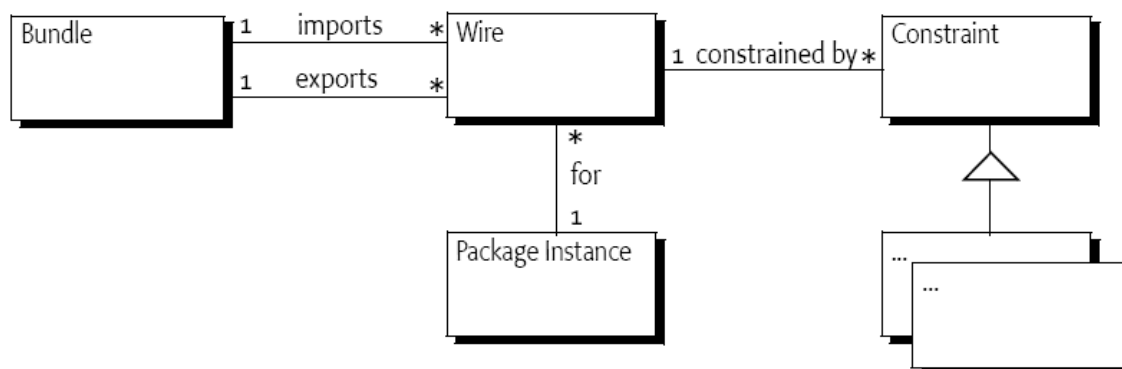 Bundle
1 imports *
1 exports *
Wire
1 constrained by *
Constraint
*
for
1
Package Instance
...
...